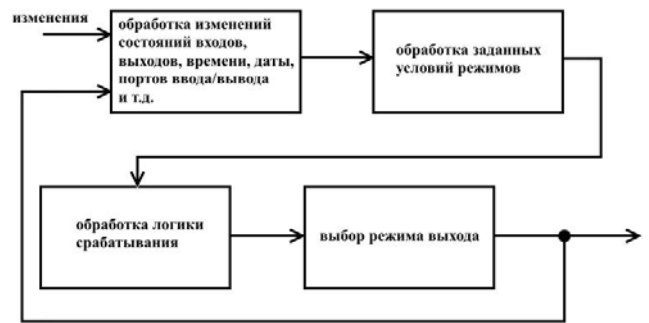 изменения
обработка изменений
состояний входов,
выходов, времени, даты,
портов ввода/вывода
и т.д.
обработка заданных
условий режимов
обработка логики
срабатывания
выбор режима выхода